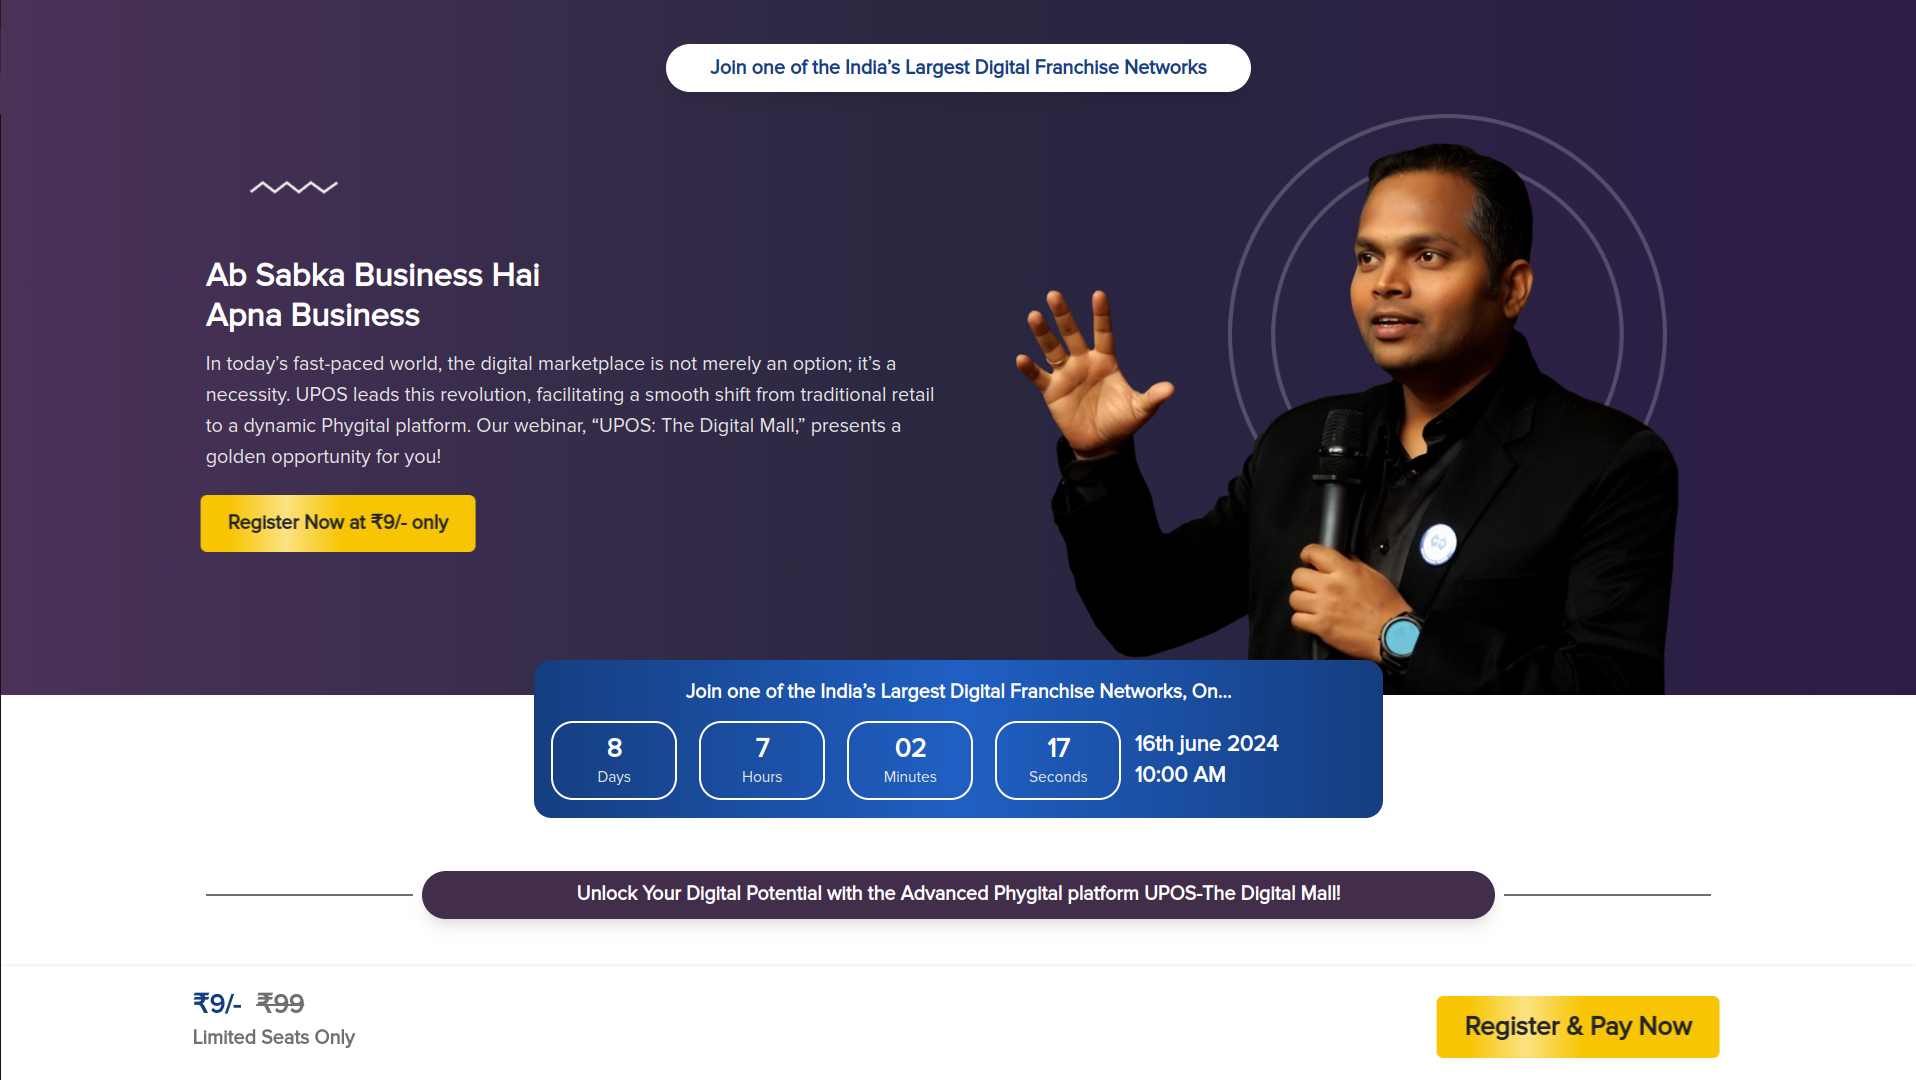 Join one of the India’s Largest Digital Franchise Networks
Ab Sabka Business Hai
Apna Business
In today’s fast-paced world, the digital marketplace is not merely an option; it’s a
necessity. UPOS leads this revolution, facilitating a smooth shift from traditional retail
to a dynamic Phygital platform. Our webinar, “UPOS: The Digital Mall,” presents a
golden opportunity for you!
Register Now at ₹9/- only
Join one of the India’s Largest Digital Franchise Networks, On...
8
Days
7
Hours
02
Minutes
17
Seconds
16th june 2024
10:00 AM
Unlock Your Digital Potential with the Advanced Phygital platform UPOS-The Digital Mall!
₹9/- ₹99
Limited Seats Only
Register & Pay Now